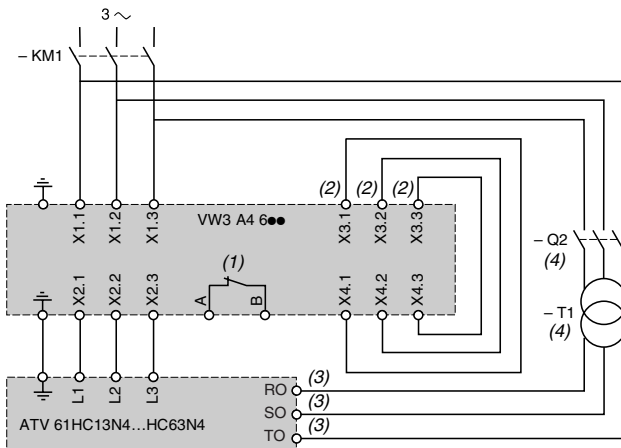 3 ~
– KM1
(2) (2) (2)
X1.1 X1.2 X1.3 VW3 A4 6●● X3.1 X3.2 X3.3
– Q2
(4)
(1)
X2.1 X2.2 X2.3 A B X4.1 X4.2 X4.3
– T1
(4)
L1 L2 L3 RO (3)
SO (3)
ATV 61HC13N4...HC63N4
TO (3)